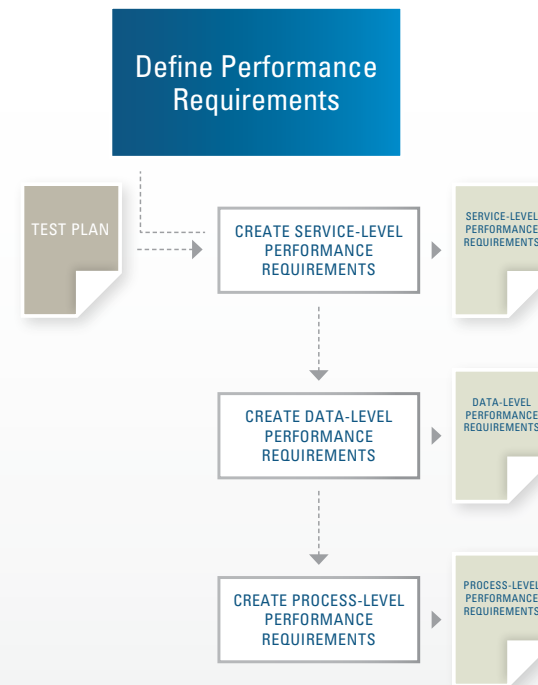 Define Performance
Requirements
TEST PLAN
CREATE SERVICE-LEVEL
PERFORMANCE
REQUIREMENTS
SERVICE-LEVEL
PERFORMANCE
REQUIREMENTS
CREATE DATA-LEVEL
PERFORMANCE
REQUIREMENTS
DATA-LEVEL
PERFORMANCE
REQUIREMENTS
CREATE PROCESS-LEVEL
PERFORMANCE
REQUIREMENTS
PROCESS-LEVEL
PERFORMANCE
REQUIREMENTS